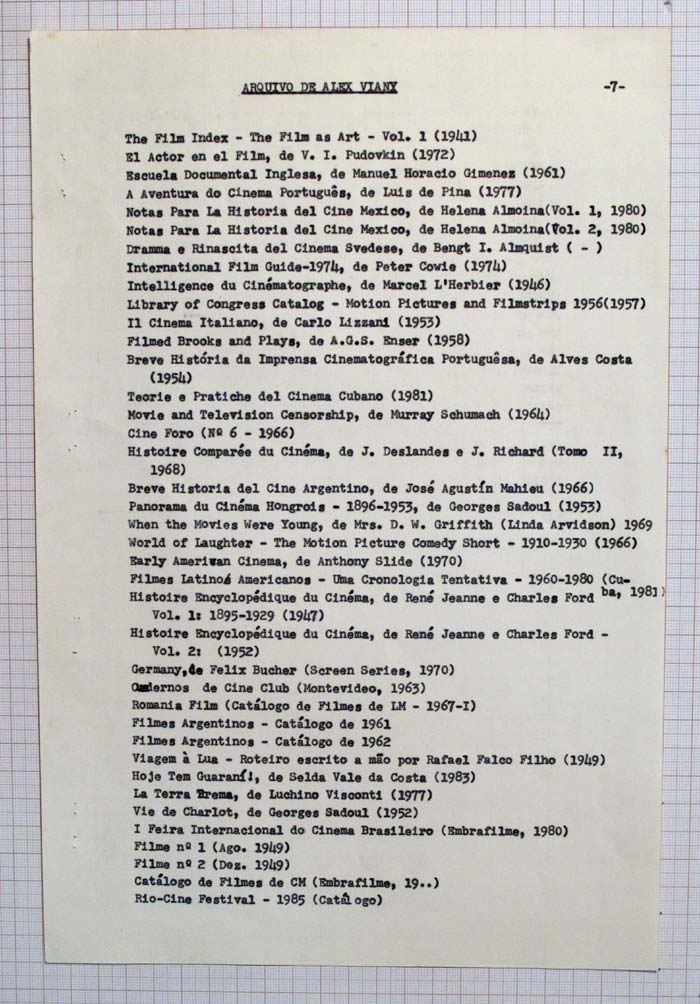 ARQUIVO DE ALEX VIANY -7-
The Film Index - The Film as Art - Vol. 1 (1941)
El Actor en el Film, de V. I. Pudovkin (1972)
Escuela Documental Inglesa, de Manuel Horacio Gimenez (1961)
A Aventura do Cinema Português, de Luis de Pina (1977)
Notas Para La Historia del Cine Mexico, de Helena Almoina(Vol. 1, 1980)
Notas Para La Historia del Cine Mexico, de Helena Almoina(Vol. 2, 1980)
Dramma e Rinascita del Cinema Svedese, de Bengt I. Almquist ( - )
International Film Guide-1974, de Peter Cowie (1974)
Intelligence du Cinématographe, de Marcel L'Herbier (1946)
Library of Congress Catalog - Motion Pictures and Filmstrips 1956(1957)
Il Cinema Italiano, de Carlo Lizzani (1953)
Filmed Brooks and Plays, de A.G.S. Enser (1958)
Breve História da Imprensa Cinematográfica Portuguêsa, de Alves Costa
(1954)
Teorie e Pratiche del Cinema Cubano (1981)
Movie and Television Censorship, de Murray Schumach (1964)
Cine Foro (Nº 6 - 1966)
Histoire Comparée du Cinéma, de J. Deslandes e J. Richard (Tomo II,
1968)
Breve Historia del Cine Argentino, de José Agustín Mahieu (1966)
Panorama du Cinéma Hongrois - 1896-1953, de Georges Sadoul (1953)
When the Movies Were Young, de Mrs. D. W. Griffith (Linda Arvidson) 1969
World of Laughter - The Motion Picture Comedy Short - 1910-1930 (1966)
Early American Cinema, de Anthony Slide (1970)
Filmes Latino Americanos - Uma Cronologia Tentativa - 1960-1980 (Cu-
ba, 1981)
Histoire Encyclopédique du Cinéma, de René Jeanne e Charles Ford
Vol. 1: 1895-1929 (1947)
Histoire Encyclopédique du Cinéma, de René Jeanne e Charles Ford -
Vol. 2: (1952)
Germany, de Felix Bucher (Screen Series, 1970)
Cuadernos de Cine Club (Montevideo, 1963)
Romania Film (Catálogo de Filmes de LM - 1967-I)
Filmes Argentinos - Catálogo de 1961
Filmes Argentinos - Catálogo de 1962
Viagem à Lua - Roteiro escrito a mão por Rafael Falco Filho (1949)
Hoje Tem Guaraní!, de Selda Vale da Costa (1983)
La Terra Trema, de Luchino Visconti (1977)
Vie de Charlot, de Georges Sadoul (1952)
I Feira Internacional do Cinema Brasileiro (Embrafilme, 1980)
Filme nº 1 (Ago. 1949)
Filme nº 2 (Dez. 1949)
Catálogo de Filmes de CM (Embrafilme, 19..)
Rio-Cine Festival - 1985 (Catálogo)